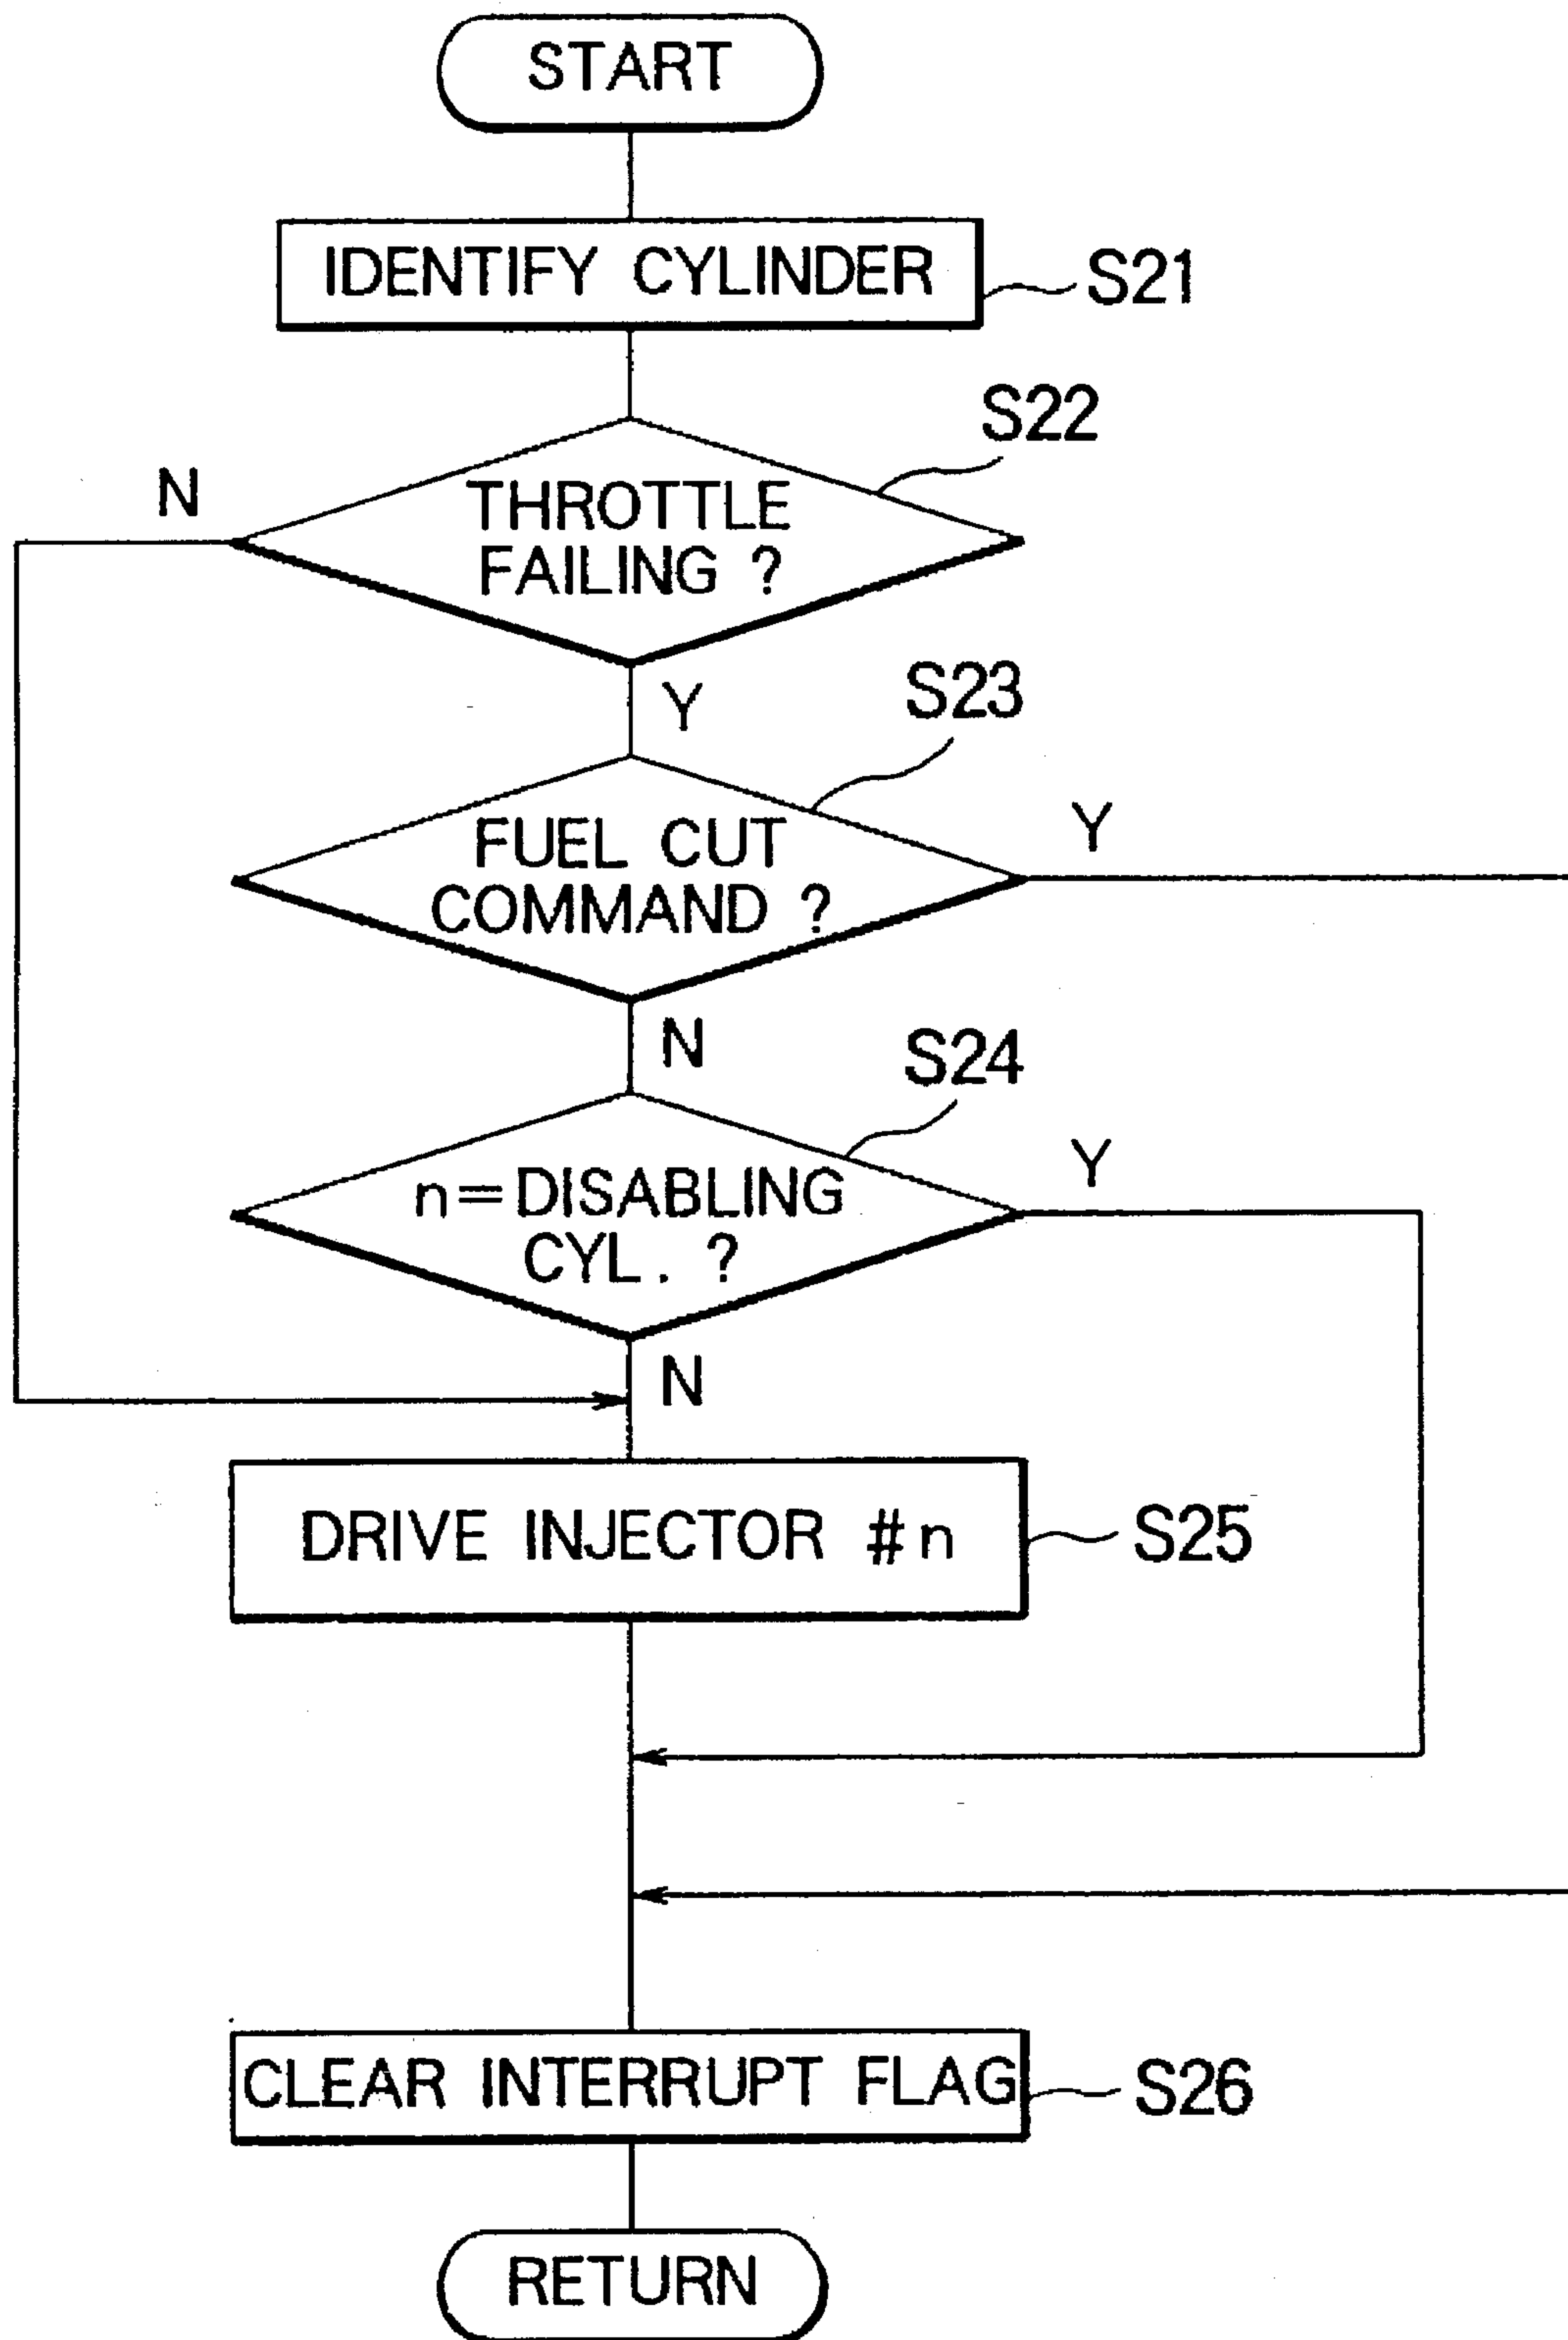 START
IDENTIFY CYLINDER
S21
S22
N
THROTTLE
FAILING ?
Y
S23
FUEL CUT
COMMAND ?
Y
N
S24
n=DISABLING
CYL. ?
Y
N
DRIVE INJECTOR #n
S25
CLEAR INTERRUPT FLAG
S26
RETURN